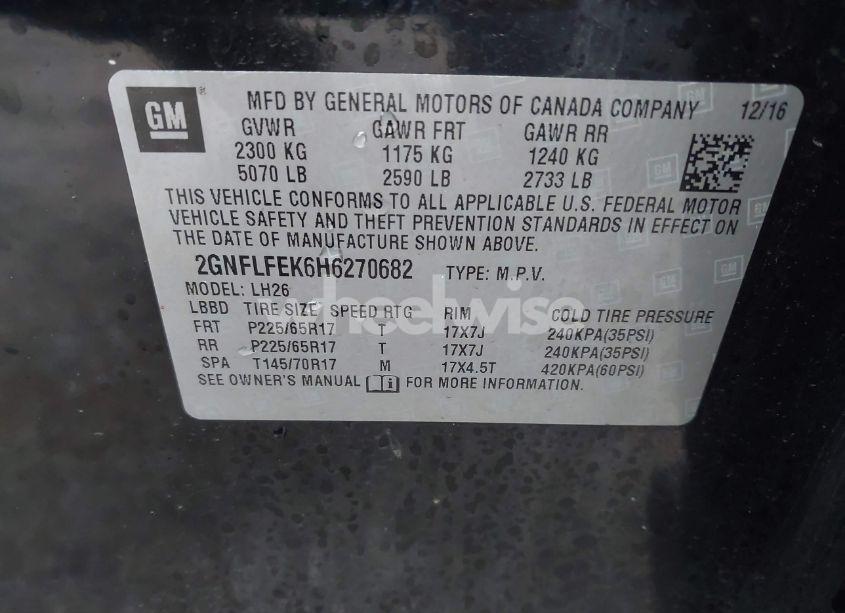 GM ® MFD BY GENERAL MOTORS OF CANADA COMPANY 12/16
GVWR GAWR FRT GAWR RR
2300 KG 1175 KG 1240 KG
5070 LB 2590 LB 2733 LB
THIS VEHICLE CONFORMS TO ALL APPLICABLE U.S. FEDERAL MOTOR
VEHICLE SAFETY AND THEFT PREVENTION STANDARDS IN EFFECT ON
THE DATE OF MANUFACTURE SHOWN ABOVE.
2GNFLFEK6H6270682 TYPE: M.P.V.
MODEL: LH26
wheelwise
LBBD TIRE SIZE SPEED RTG RIM COLD TIRE PRESSURE
FRT P225/65R17 T 17X7J 240KPA(35PSI)
RR P225/65R17 T 17X7J 240KPA(35PSI)
SPA T145/70R17 M 17X4.5T 420KPA(60PSI)
SEE OWNER'S MANUAL FOR MORE INFORMATION.